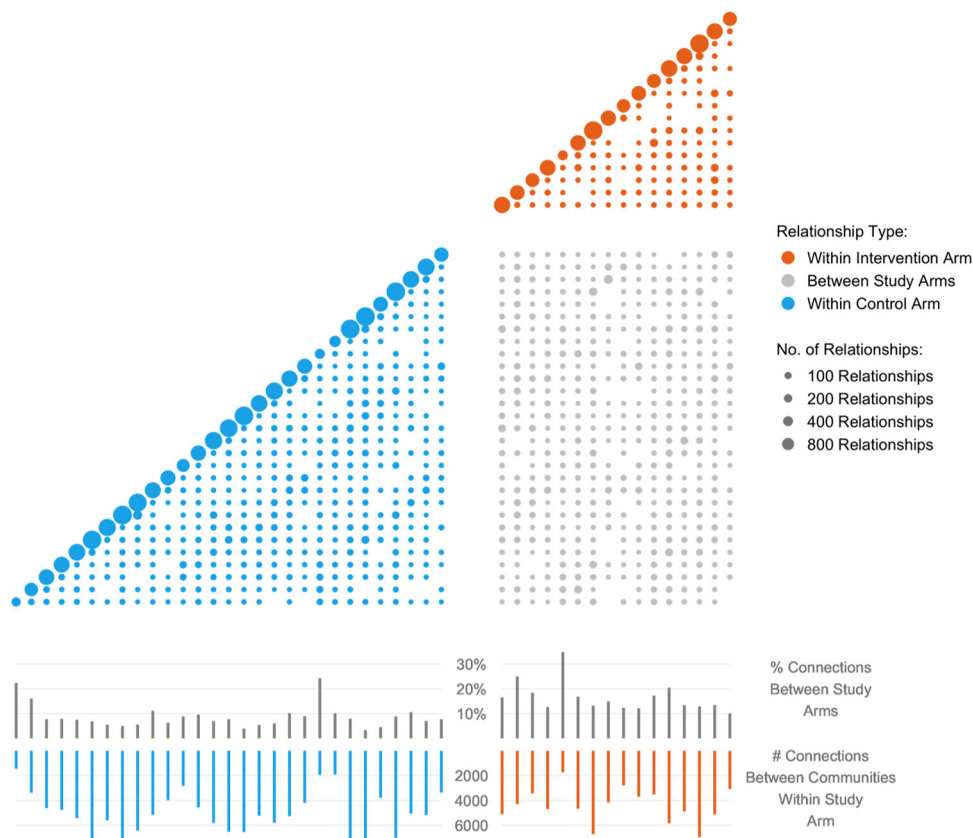 Relationship Type:
Within Intervention Arm
Between Study Arms
Within Control Arm
No. of Relationships:
100 Relationships
200 Relationships
400 Relationships
800 Relationships
30%
20%
10%
% Connections
Between Study
Arms
2000
4000
6000
# Connections
Between Communities
Within Study
Arm